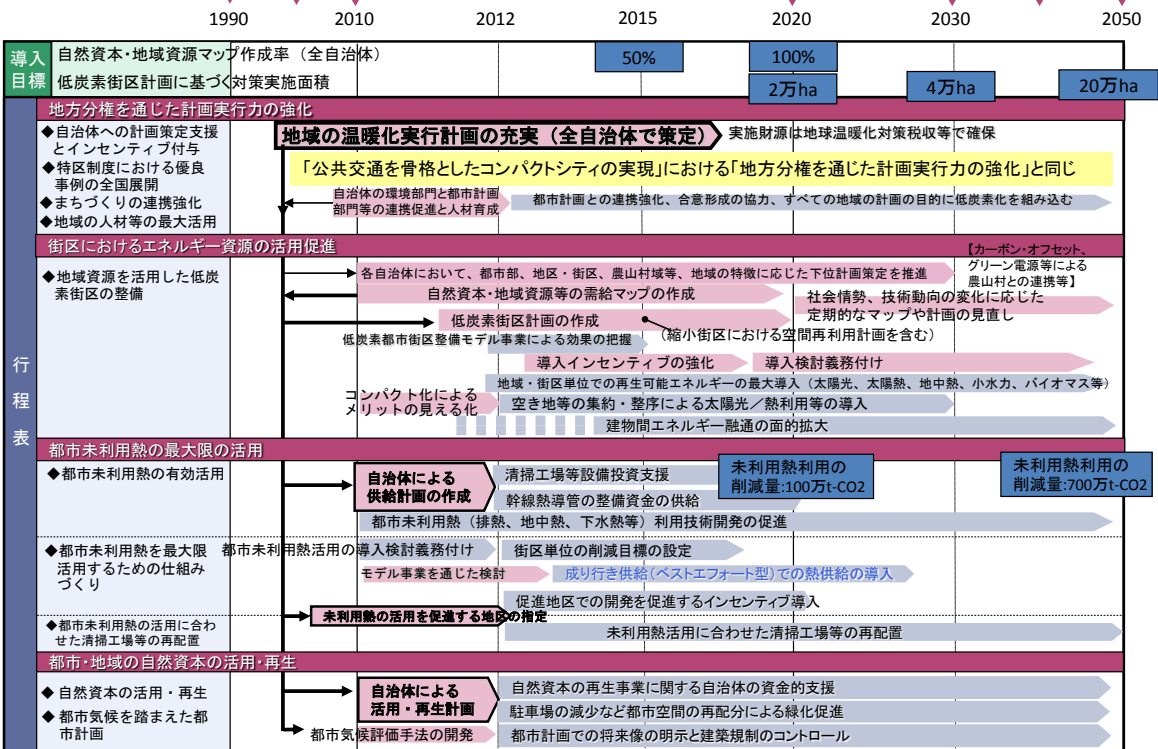 1990 2010 2012 2015 2020 2030 2050
導入
目標
自然資本・地域資源マップ作成率（全自治体）
50%
100%
低炭素街区計画に基づく対策実施面積
2万ha
4万ha
20万ha
行程表
地方分権を通じた計画実行力の強化
◆自治体への計画策定支援
とインセンティブ付与
◆特区制度における優良
事例の全国展開
◆まちづくりの連携強化
◆地域の人材等の最大活用
地域の温暖化実行計画の充実（全自治体で策定）
実施財源は地球温暖化対策税収等で確保
「公共交通を骨格としたコンパクトシティの実現」における「地方分権を通じた計画実行力の強化」と同じ
自治体の環境部門と都市計画
部門等の連携促進と人材育成
都市計画との連携強化、合意形成の協力、すべての地域の計画の目的に低炭素化を組み込む
街区におけるエネルギー資源の活用促進
◆地域資源を活用した低炭
素街区の整備
【カーボン・オフセット、
グリーン電源等による
農山村との連携等】
各自治体において、都市部、地区・街区、農山村域等、地域の特徴に応じた下位計画策定を推進
自然資本・地域資源等の需給マップの作成
社会情勢、技術動向の変化に応じた
定期的なマップや計画の見直し
低炭素街区計画の作成
（縮小街区における空間再利用計画を含む）
低炭素都市街区整備モデル事業による効果の把握
導入インセンティブの強化
導入検討義務付け
地域・街区単位での再生可能エネルギーの最大導入（太陽光、太陽熱、地中熱、小水力、バイオマス等）
コンパクト化による
メリットの見える化
空き地等の集約・整序による太陽光／熱利用等の導入
建物間エネルギー融通の面的拡大
都市未利用熱の最大限の活用
◆都市未利用熱の有効活用
自治体による
供給計画の作成
清掃工場等設備投資支援
幹線熱導管の整備資金の供給
未利用熱利用の
削減量:100万t-CO2
未利用熱利用の
削減量:700万t-CO2
都市未利用熱（排熱、地中熱、下水熱等）利用技術開発の促進
◆都市未利用熱を最大限
活用するための仕組み
づくり
都市未利用熱活用の導入検討義務付け
街区単位の削減目標の設定
モデル事業を通じた検討
成り行き供給（ベストエフォート型）での熱供給の導入
促進地区での開発を促進するインセンティブ導入
未利用熱の活用を促進する地区の指定
◆都市未利用熱の活用に合わ
せた清掃工場等の再配置
未利用熱活用に合わせた清掃工場等の再配置
都市・地域の自然資本の活用・再生
◆ 自然資本の活用・再生
◆ 都市気候を踏まえた都
市計画
自治体による
活用・再生計画
自然資本の再生事業に関する自治体の資金的支援
駐車場の減少など都市空間の再配分による緑化促進
都市気候評価手法の開発
都市計画での将来像の明示と建築規制のコントロール